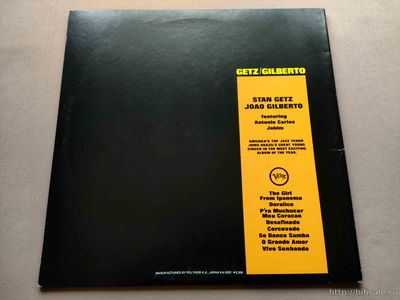 GETZ/GILBERTO
STAN GETZ
JOAO GILBERTO
featuring
Antonio Carlos
Jobim
AMERICA'S TOP JAZZ TENOR
JOINS BRAZIL'S GREAT YOUNG
SINGER IN THE MOST EXCITING
ALBUM OF THE YEAR.
Verve
The Girl
From Ipanema
Doralice
P'ra Muchucar
Meu Coracao
Desafinado
Corcovado
So Danco Samba
O Grande Amor
Vivo Sonhando
MANUFACTURED BY POLYDOR K.K., JAPAN
http://hifisale.ru